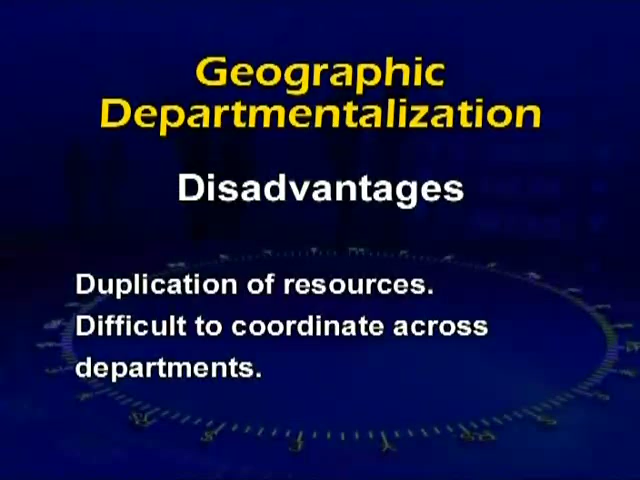 Geographic
Departmentalization
Disadvantages
Duplication of resources.
Difficult to coordinate across
departments.